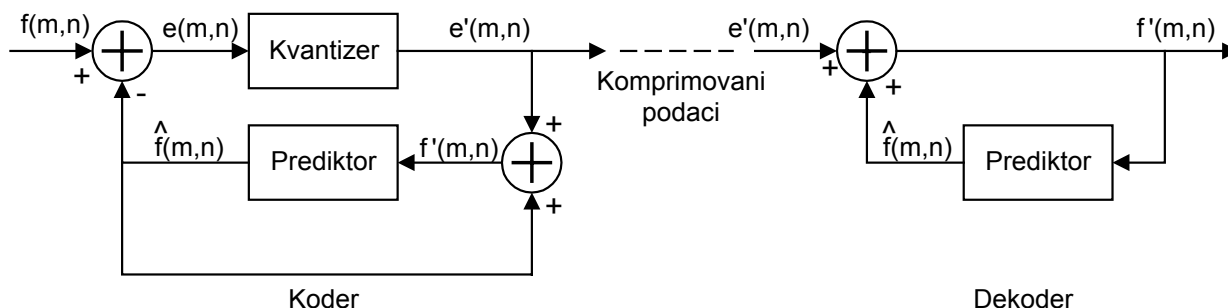 f(m,n) e(m,n) Kvantizer e'(m,n) e'(m,n) f'(m,n)
+ + +
- Komprimovani
podaci
+
f̂(m,n) Prediktor f'(m,n) f̂(m,n) Prediktor
+
Koder Dekoder